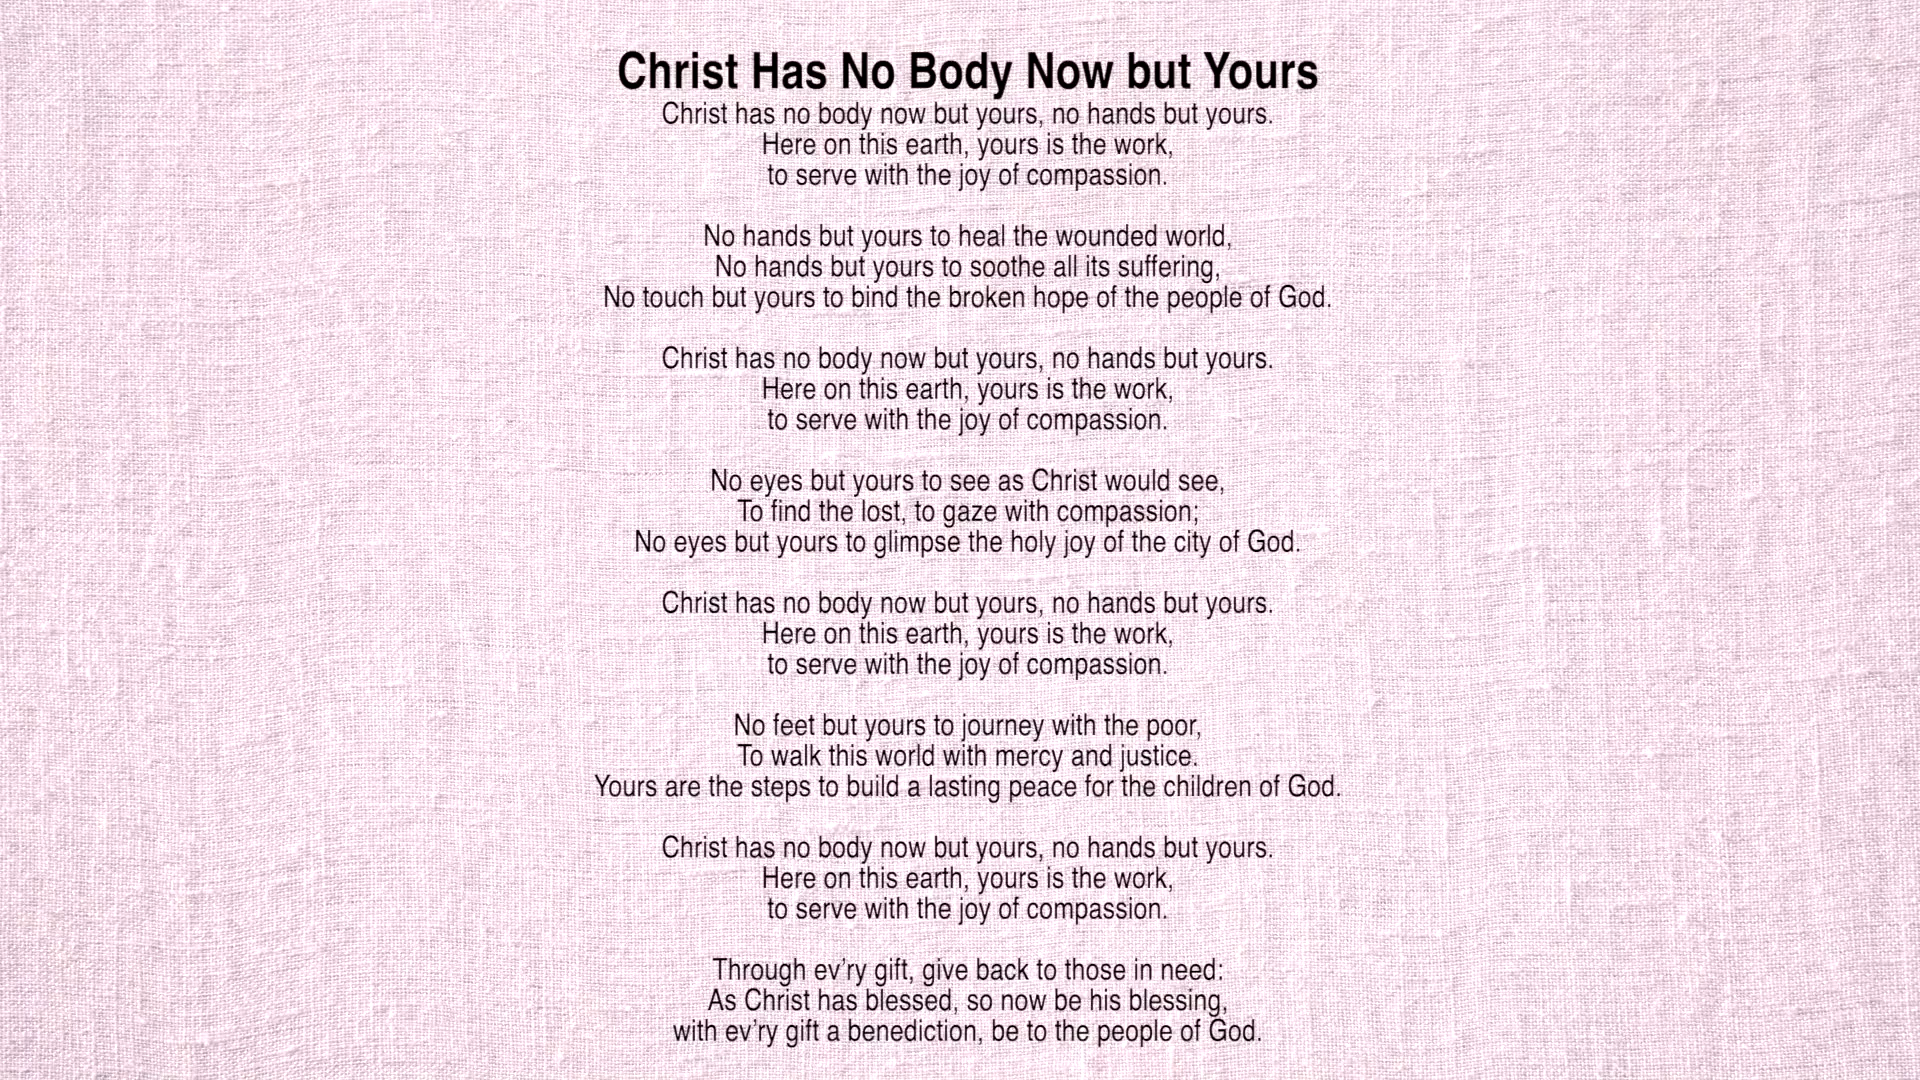 Christ Has No Body Now but Yours
Christ has no body now but yours, no hands but yours.
Here on this earth, yours is the work,
to serve with the joy of compassion.
No hands but yours to heal the wounded world,
No hands but yours to soothe all its suffering,
No touch but yours to bind the broken hope of the people of God.
Christ has no body now but yours, no hands but yours.
Here on this earth, yours is the work,
to serve with the joy of compassion.
No eyes but yours to see as Christ would see,
To find the lost, to gaze with compassion;
No eyes but yours to glimpse the holy joy of the city of God.
Christ has no body now but yours, no hands but yours.
Here on this earth, yours is the work,
to serve with the joy of compassion.
No feet but yours to journey with the poor,
To walk this world with mercy and justice.
Yours are the steps to build a lasting peace for the children of God.
Christ has no body now but yours, no hands but yours.
Here on this earth, yours is the work,
to serve with the joy of compassion.
Through ev’ry gift, give back to those in need:
As Christ has blessed, so now be his blessing,
with ev’ry gift a benediction, be to the people of God.